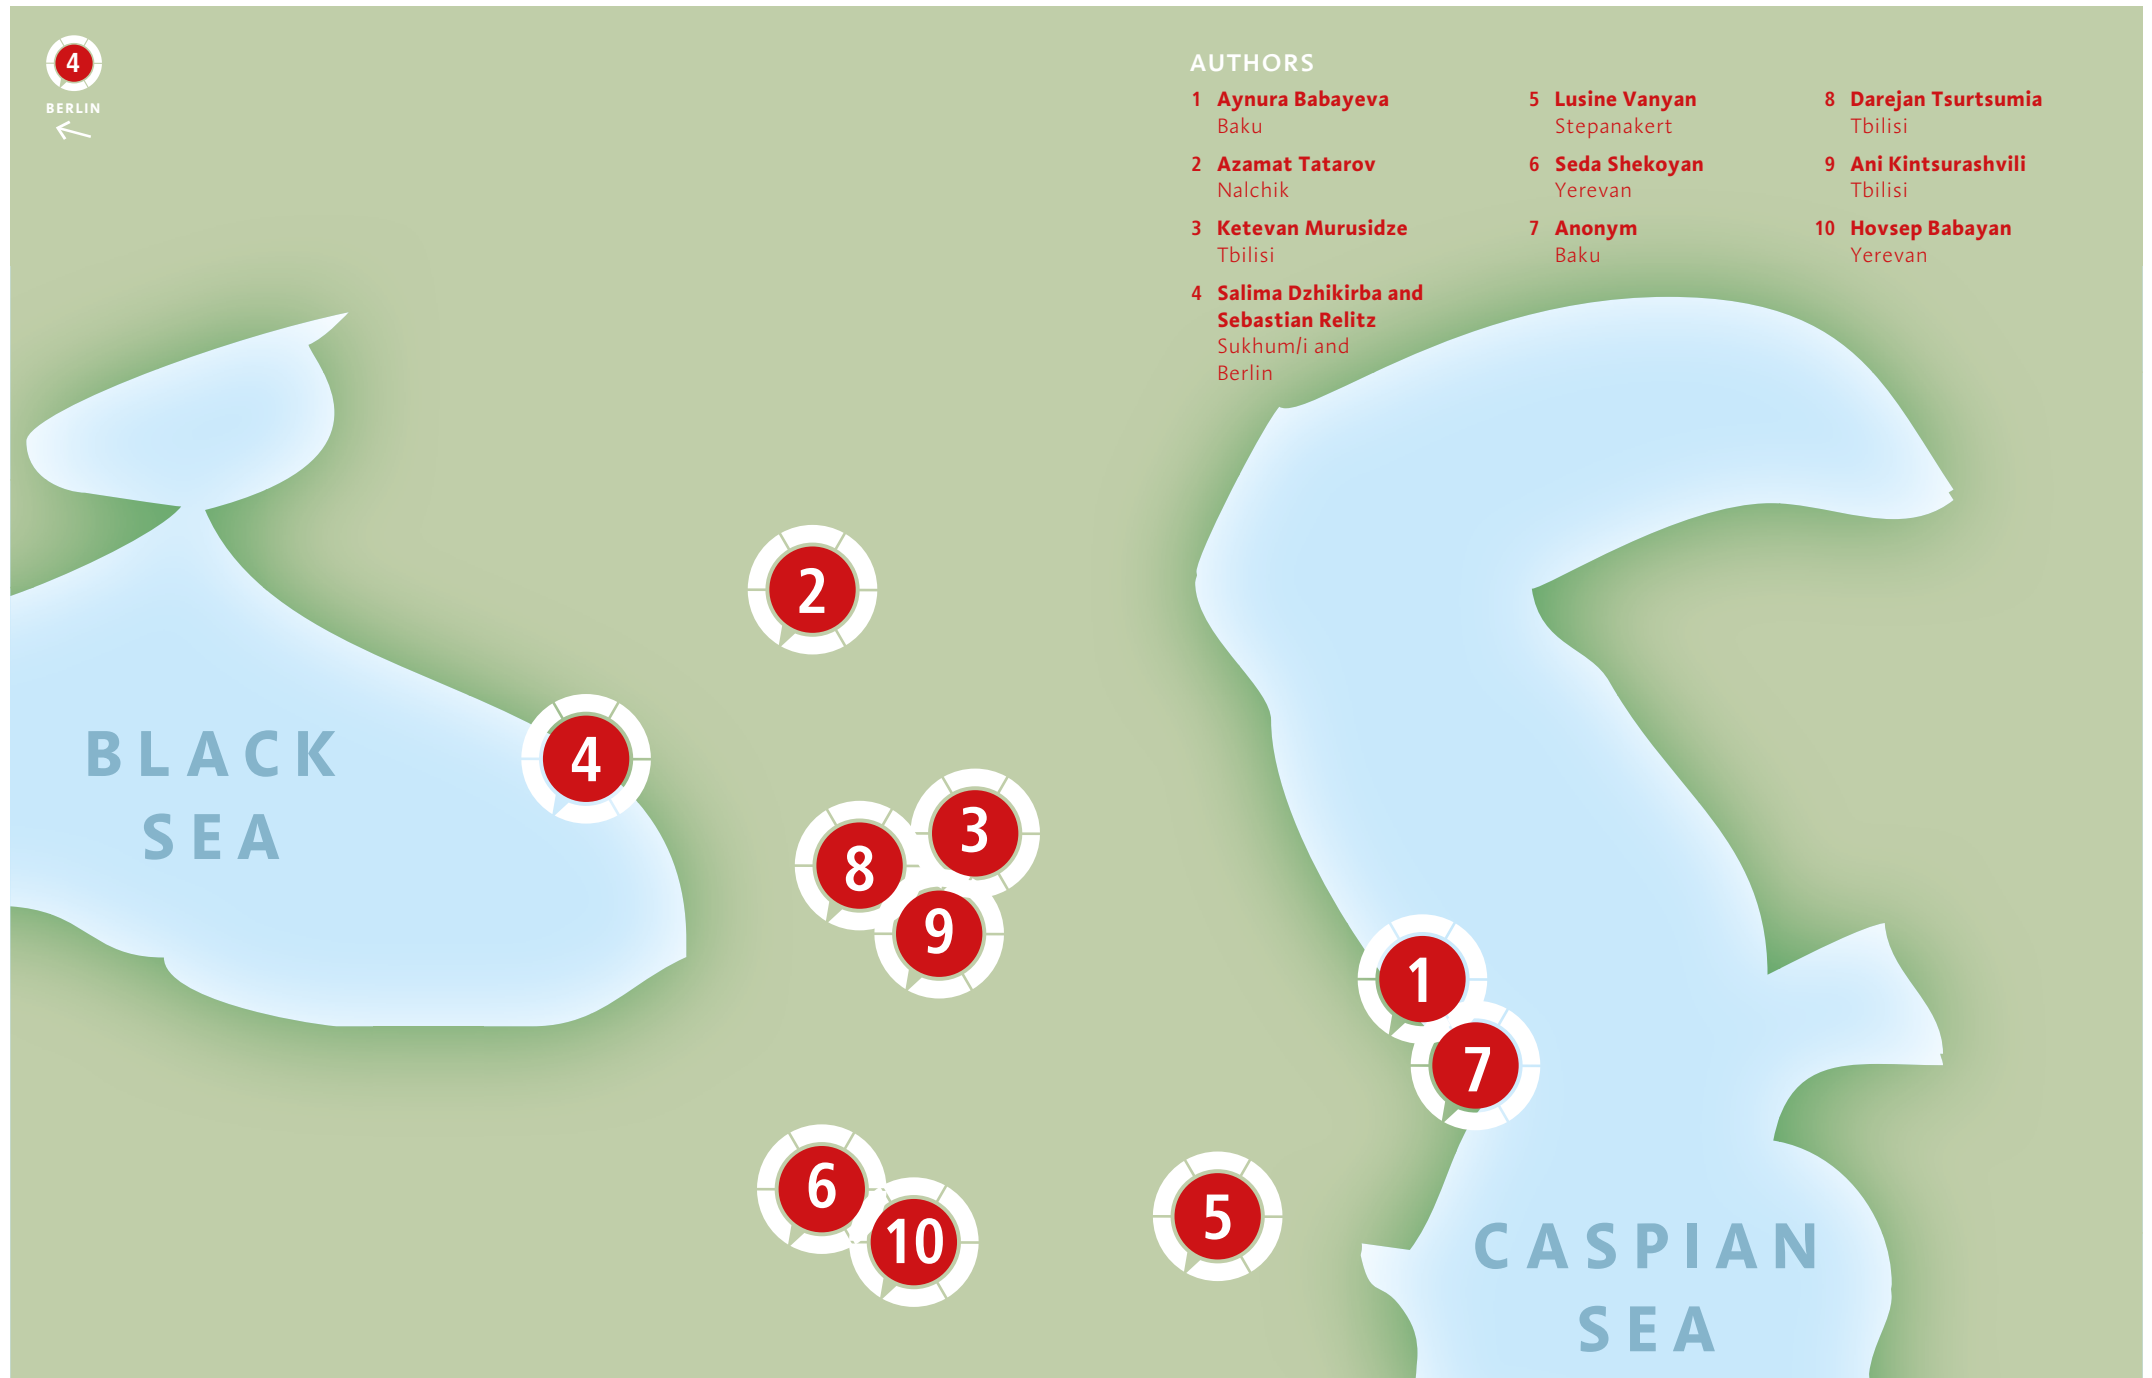 4
BERLIN
AUTHORS
1 Aynura Babayeva
Baku
2 Azamat Tatarov
Nalchik
3 Ketevan Murusidze
Tbilisi
4 Salima Dzhikirba and
Sebastian Relitz
Sukhum/i and
Berlin
5 Lusine Vanyan
Stepanakert
6 Seda Shekoyan
Yerevan
7 Anonym
Baku
8 Darejan Tsurtsumia
Tbilisi
9 Ani Kintsurashvili
Tbilisi
10 Hovsep Babayan
Yerevan
2
BLACK
SEA
4
3
8
9
1
7
6
10
5
CASPIAN
SEA